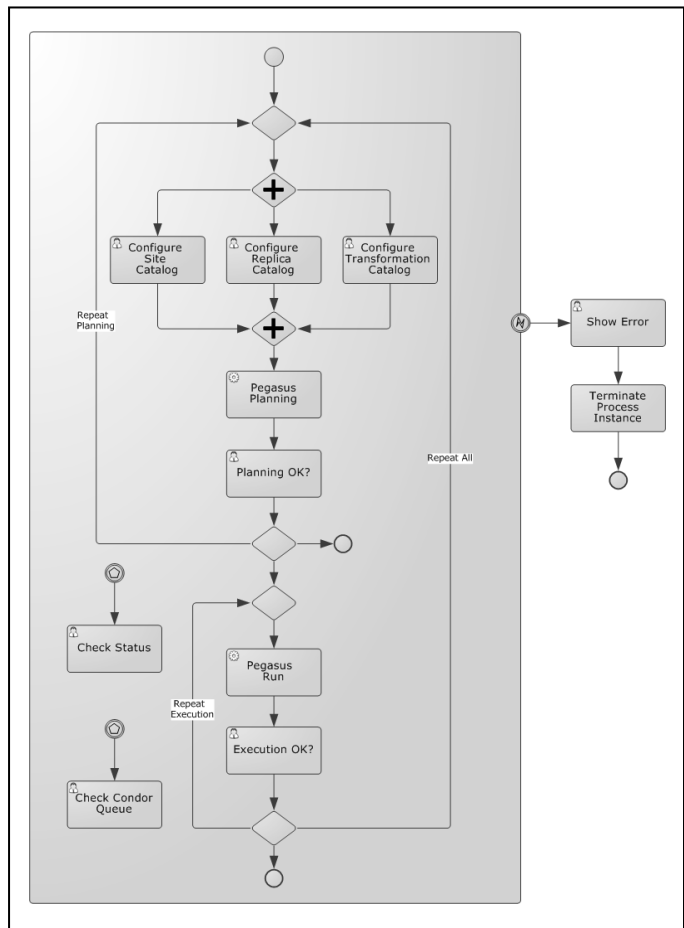 Configure
Site
Catalog
Configure
Replica
Catalog
Configure
Transformation
Catalog
Repeat
Planning
Show Error
Pegasus
Planning
Terminate
Process
Instance
Planning OK?
Repeat All
Check Status
Pegasus
Run
Repeat
Execution
Execution OK?
Check Condor
Queue